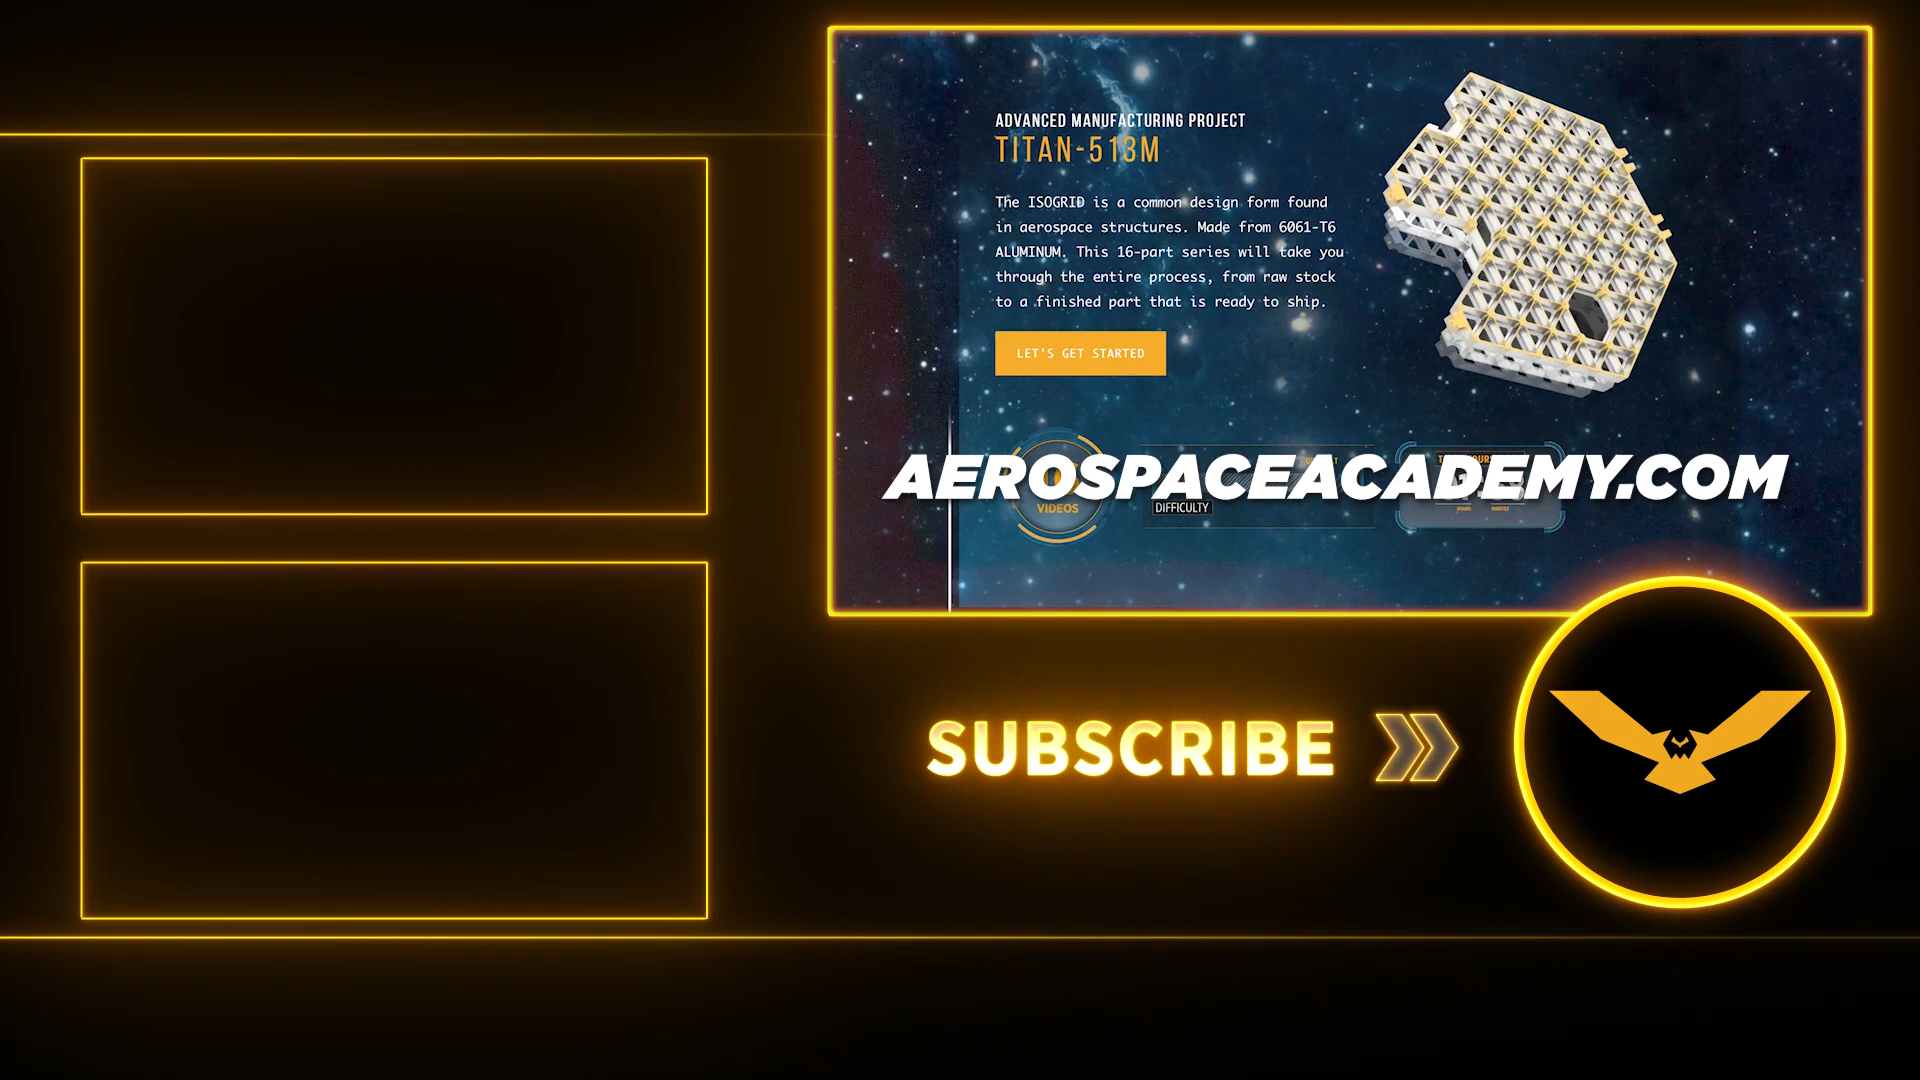 ADVANCED MANUFACTURING PROJECT
TITAN-513M
The ISOGRID is a common design form found
in aerospace structures. Made from 6061-T6
ALUMINUM. This 16-part series will take you
through the entire process, from raw stock
to a finished part that is ready to ship.
LET'S GET STARTED
AEROSPACEACADEMY.COM
VIDEOS
DIFFICULTY
HOURS
MINUTES
SUBSCRIBE